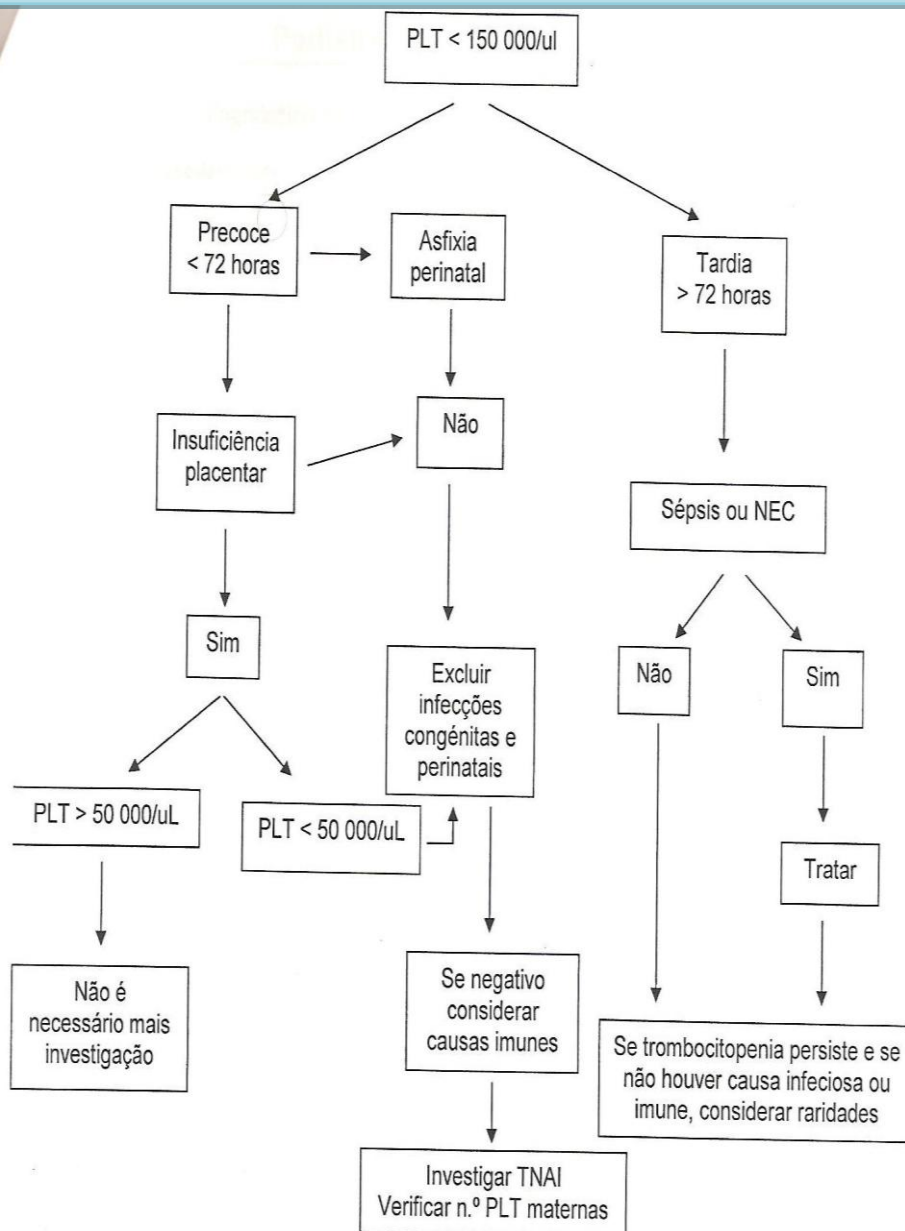 PLT < 150 000/ul
Precoce
< 72 horas
Asfixia
perinatal
Tardia
> 72 horas
Insuficiência
placentar
Não
Sépsis ou NEC
Sim
Excluir
infecções
congénitas e
perinatais
Não
Sim
PLT > 50 000/uL
PLT < 50 000/uL
Tratar
Não é
necessário mais
investigação
Se negativo
considerar
causas imunes
Se trombocitopenia persiste e se
não houver causa infeciosa ou
imune, considerar raridades
Investigar TNAI
Verificar n.º PLT maternas